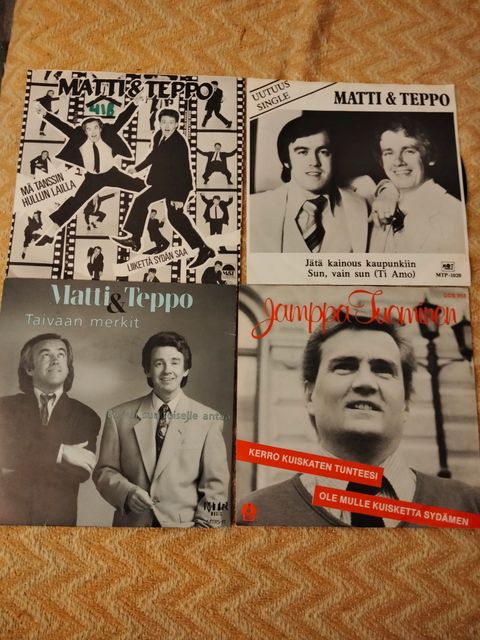 MATTI & TEPPO
MÄ TANSSIN
HULLUN LAILLA
LIIKETTÄ SYDÄN SAA
UUTUUS
SINGLE
MATTI & TEPPO
Jätä kainous kaupunkiin
Sun, vain sun (Ti Amo)
MTP-1020
Matti
& Teppo
Taivaan merkit
Jamppa Tuominen
KERRO KUISKATEN TUNTEESI
OLE MULLE KUISKETTA SYDÄMEN